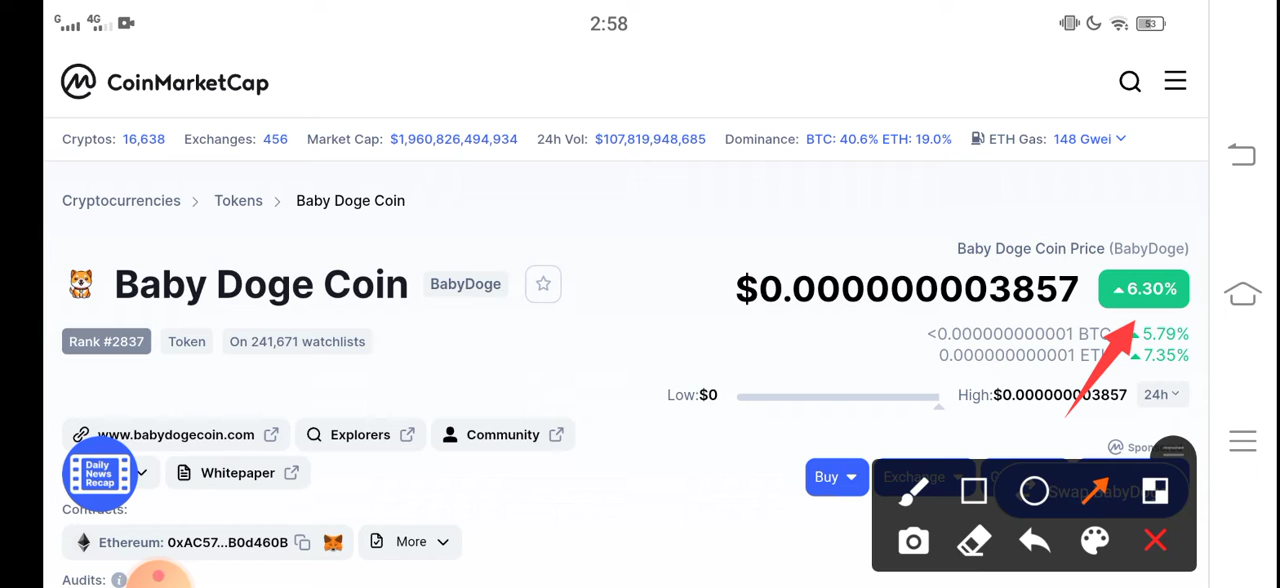 G 4G 2:58 53
CoinMarketCap
Cryptos: 16,638 Exchanges: 456 Market Cap: $1,960,826,494,934 24h Vol: $107,819,948,685 Dominance: BTC: 40.6% ETH: 19.0% ETH Gas: 148 Gwei
Cryptocurrencies > Tokens > Baby Doge Coin
Baby Doge Coin Price (BabyDoge)
Baby Doge Coin BabyDoge $0.000000003857 6.30%
<0.000000000001 BTC 5.79%
Rank #2837 Token On 241,671 watchlists
0.000000000001 ETH 7.35%
Low:$0 High:$0.000000003857 24h
www.babydogecoin.com Explorers Community
Daily
News
Recap
Whitepaper
Buy Exchange
Swap BabyDo
Contracts:
Ethereum: 0xAC57...B0d460B More
Audits: i